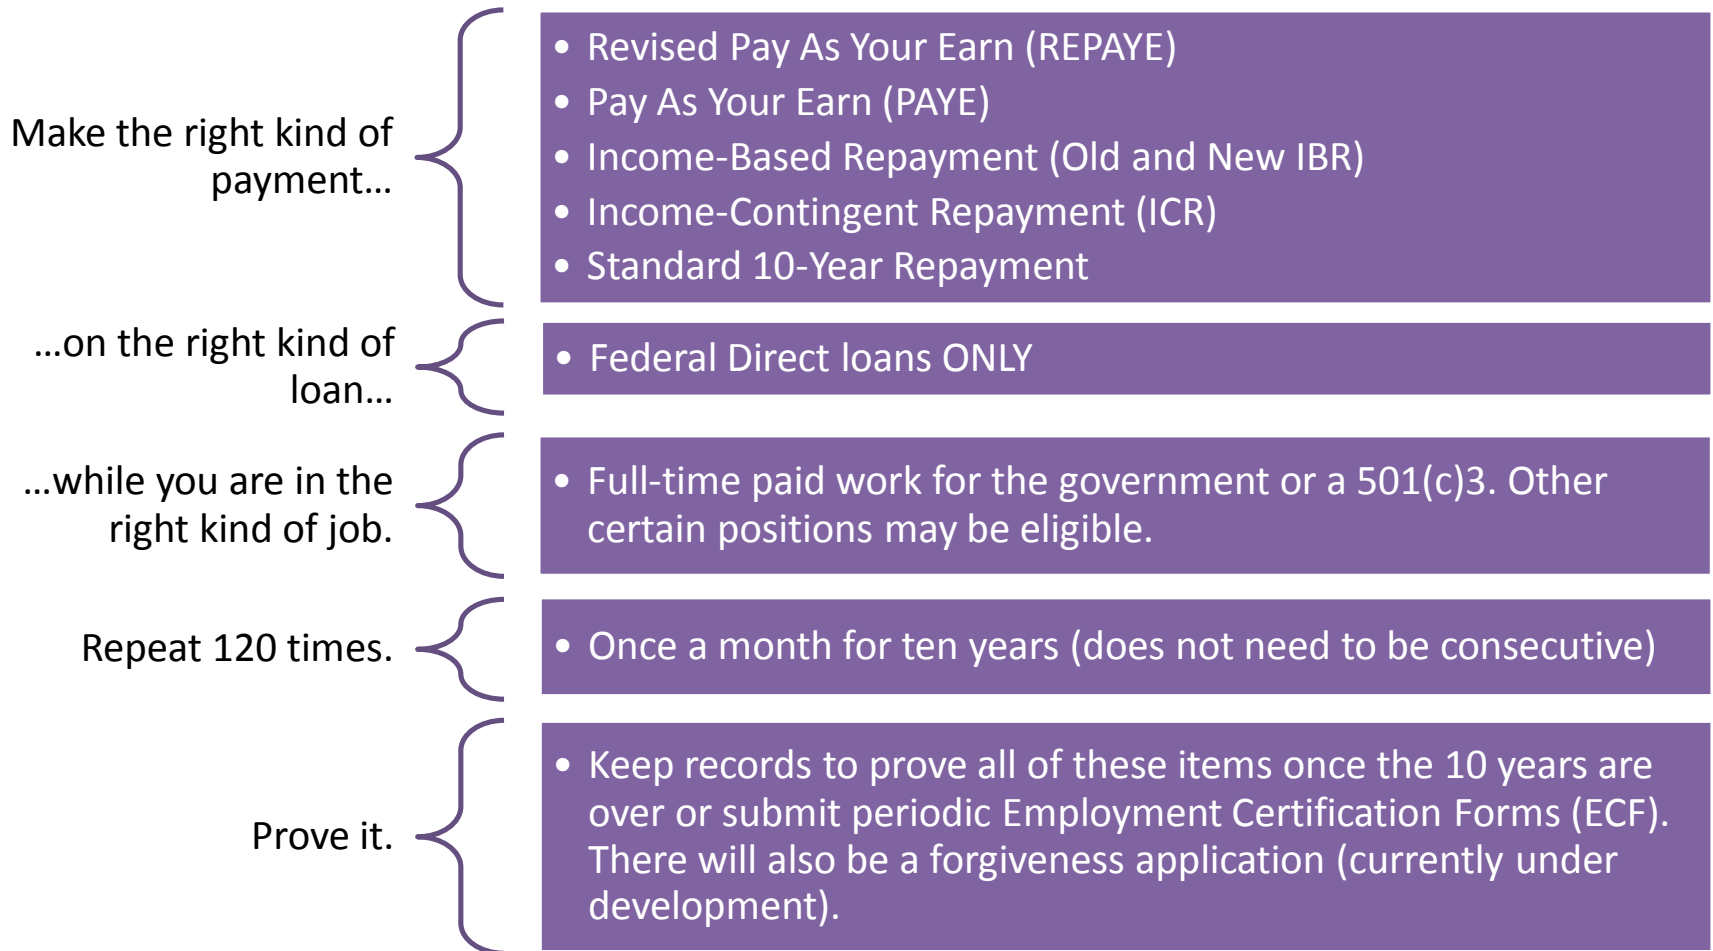 Make the right kind of
payment…
• Revised Pay As Your Earn (REPAYE)
• Pay As Your Earn (PAYE)
• Income-Based Repayment (Old and New IBR)
• Income-Contingent Repayment (ICR)
• Standard 10-Year Repayment
…on the right kind of
loan…
• Federal Direct loans ONLY
…while you are in the
right kind of job.
• Full-time paid work for the government or a 501(c)3. Other
certain positions may be eligible.
Repeat 120 times.
• Once a month for ten years (does not need to be consecutive)
Prove it.
• Keep records to prove all of these items once the 10 years are
over or submit periodic Employment Certification Forms (ECF).
There will also be a forgiveness application (currently under
development).